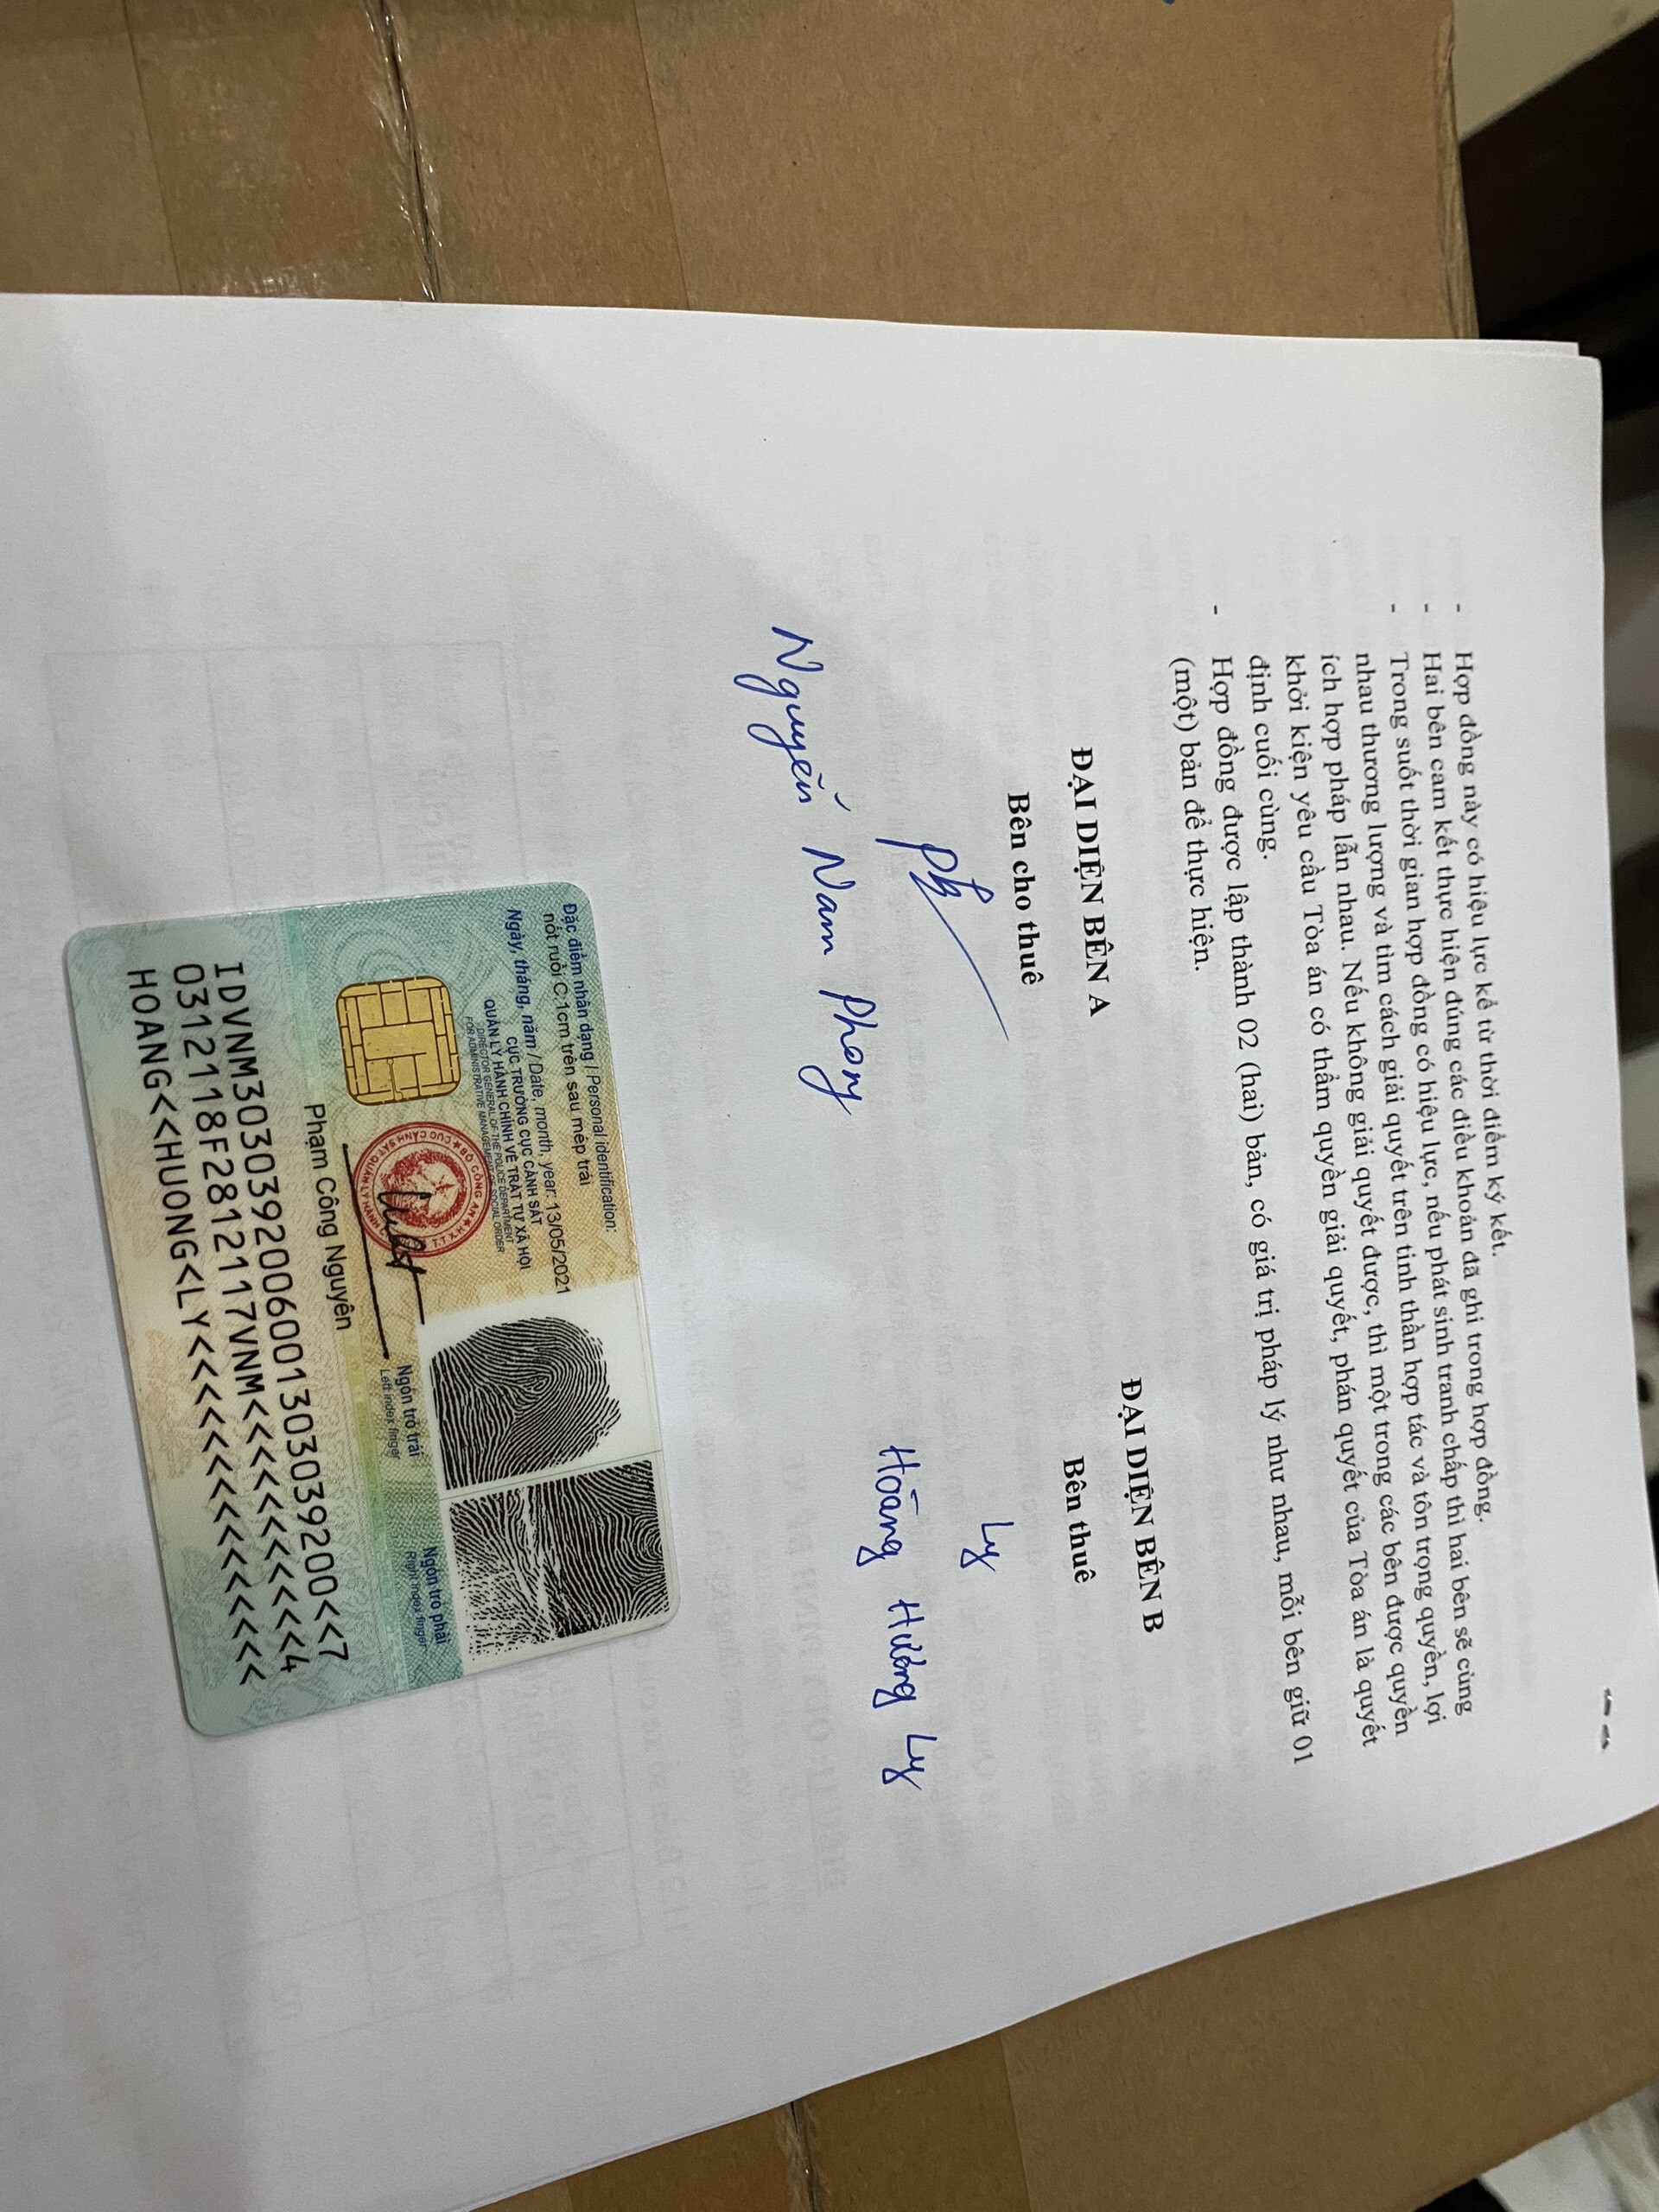 - Hợp đồng này có hiệu lực kể từ thời điểm ký kết.
- Hai bên cam kết thực hiện đúng các điều khoản đã ghi trong hợp đồng.
- Trong suốt thời gian hợp đồng có hiệu lực, nếu phát sinh tranh chấp thì hai bên sẽ cùng
nhau thương lượng và tìm cách giải quyết trên tinh thần hợp tác và tôn trọng quyền, lợi
ích hợp pháp lẫn nhau. Nếu không giải quyết được, thì một trong các bên được quyền
khởi kiện yêu cầu Tòa án có thẩm quyền giải quyết, phán quyết của Tòa án là quyết
định cuối cùng.
- Hợp đồng được lập thành 02 (hai) bản, có giá trị pháp lý như nhau, mỗi bên giữ 01
(một) bản để thực hiện.
ĐẠI DIỆN BÊN A
Bên cho thuê
Nguyễn Nam Phong
ĐẠI DIỆN BÊN B
Bên thuê
Ly
Hoàng Hương Ly
Đặc điểm nhân dạng / Personal identification:
nốt ruồi C:1cm trên sau mép trái
Ngày, tháng, năm / Date, month, year: 13/05/2021
CỤC TRƯỞNG CỤC CẢNH SÁT
QUẢN LÝ HÀNH CHÍNH VỀ TRẬT TỰ XÃ HỘI
DIRECTOR GENERAL OF THE POLICE DEPARTMENT
FOR ADMINISTRATIVE MANAGEMENT OF SOCIAL ORDER
Phạm Công Nguyên
Ngón trỏ trái
Left index finger
Ngón trỏ phải
Right index finger
IDVNM3030392006001303039200<<7
0312118F2812117VNM<<<<<<<<<<<4
HOANG<<HUONG<LY<<<<<<<<<<<<<<<